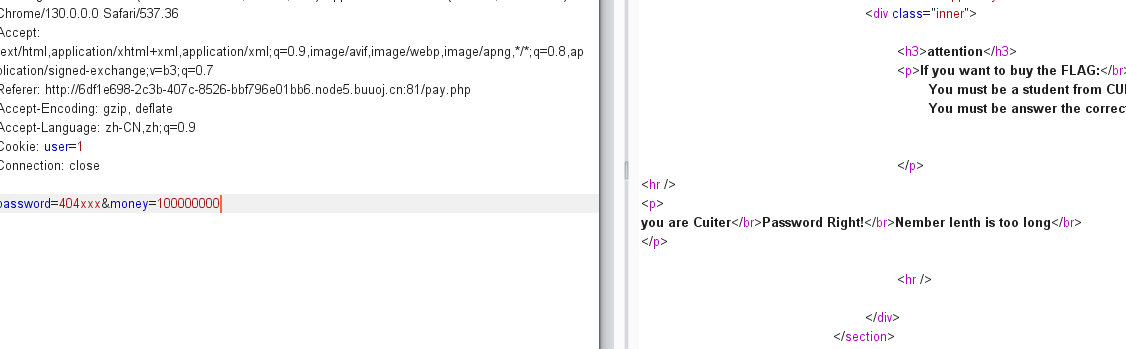 Chrome/130.0.0.0 Safari/537.36
Accept:
text/html,application/xhtml+xml,application/xml;q=0.9,image/avif,image/webp,image/apng,*/*;q=0.8,ap
plication/signed-exchange;v=b3;q=0.7
Referer: http://6df1e698-2c3b-407c-8526-bbf796e01bb6.node5.buuoj.cn:81/pay.php
Accept-Encoding: gzip, deflate
Accept-Language: zh-CN,zh;q=0.9
Cookie: user=1
Connection: close
password=404xxx&money=100000000
<div class="inner">
<h3>attention</h3>
<p>If you want to buy the FLAG:</br
You must be a student from CUI
You must be answer the correct
</p>
<hr />
<p>
you are Cuiter</br>Password Right!</br>Nember lenth is too long</br>
</p>
<hr />
</div>
</section>